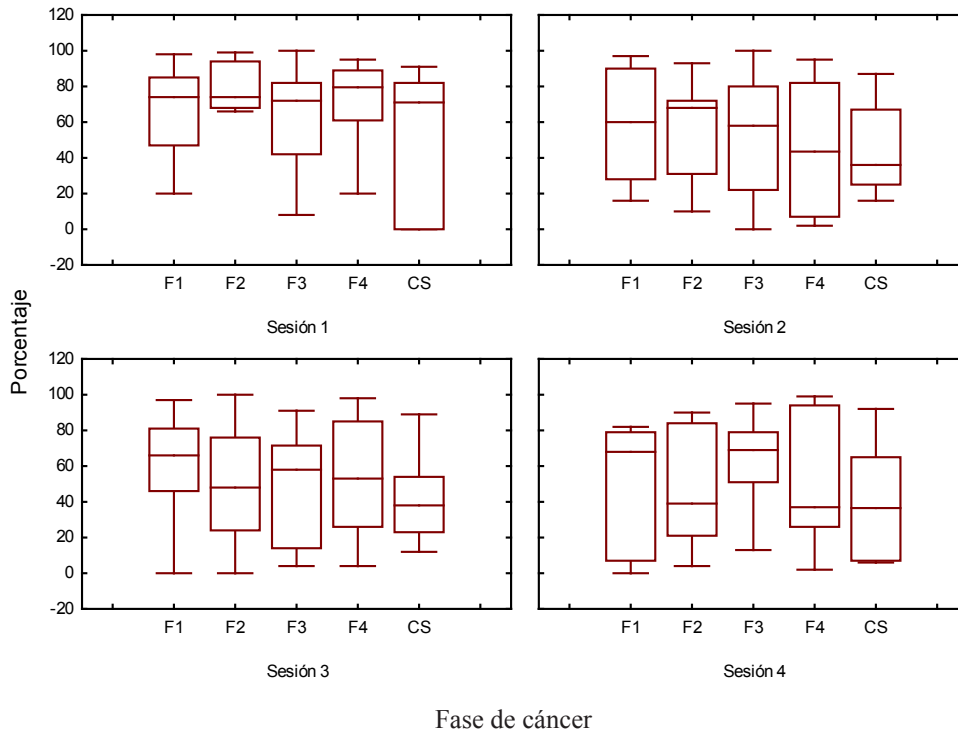 Porcentaje
120
100
80
60
40
20
0
-20
F1 F2 F3 F4 CS
Sesión 1
F1 F2 F3 F4 CS
Sesión 2
120
100
80
60
40
20
0
-20
F1 F2 F3 F4 CS
Sesión 3
F1 F2 F3 F4 CS
Sesión 4
Fase de cáncer